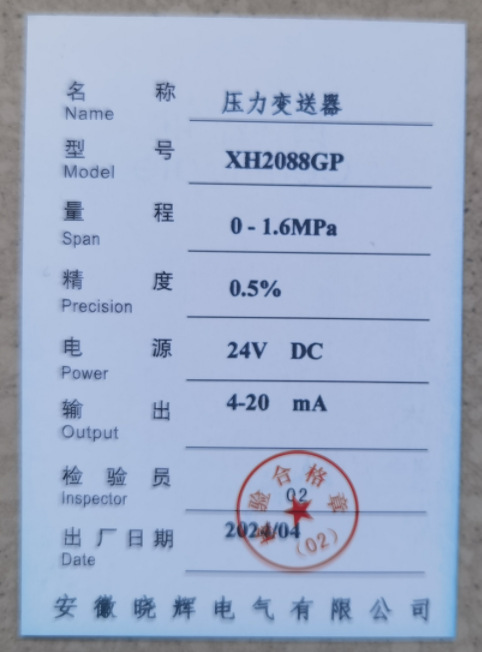 名称 压力变送器
Name
型号 XH2088GP
Model
量程 0 - 1.6MPa
Span
精度 0.5%
Precision
电源 24V DC
Power
输出 4-20 mA
Output
检验员 02
Inspector
出厂日期 2024/04
Date
检验合格章
(02)
安徽晓辉电气有限公司